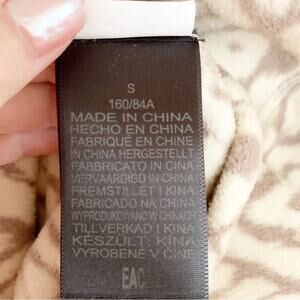 S
160/84A
MADE IN CHINA
HECHO EN CHINA
FABRIQUÉ EN CHINE
IN CHINA HERGESTELLT
FABBRICATO IN CINA
VERVAARDIGD IN CHINA
FREMSTILLET I KINA
FABRICADO NA CHINA
WYPRODUKOWANO W CHINACH
TILLVERKAD I KINA
KÉSZÜLT: KÍNA
VYROBENÉ V ČÍNE
EAC